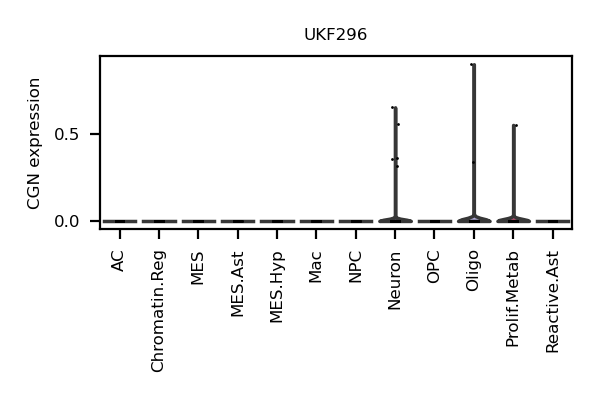 UKF296
CGN expression
0.5
0.0
AC
Chromatin.Reg
MES
MES.Ast
MES.Hyp
Mac
NPC
Neuron
OPC
Oligo
Prolif.Metab
Reactive.Ast